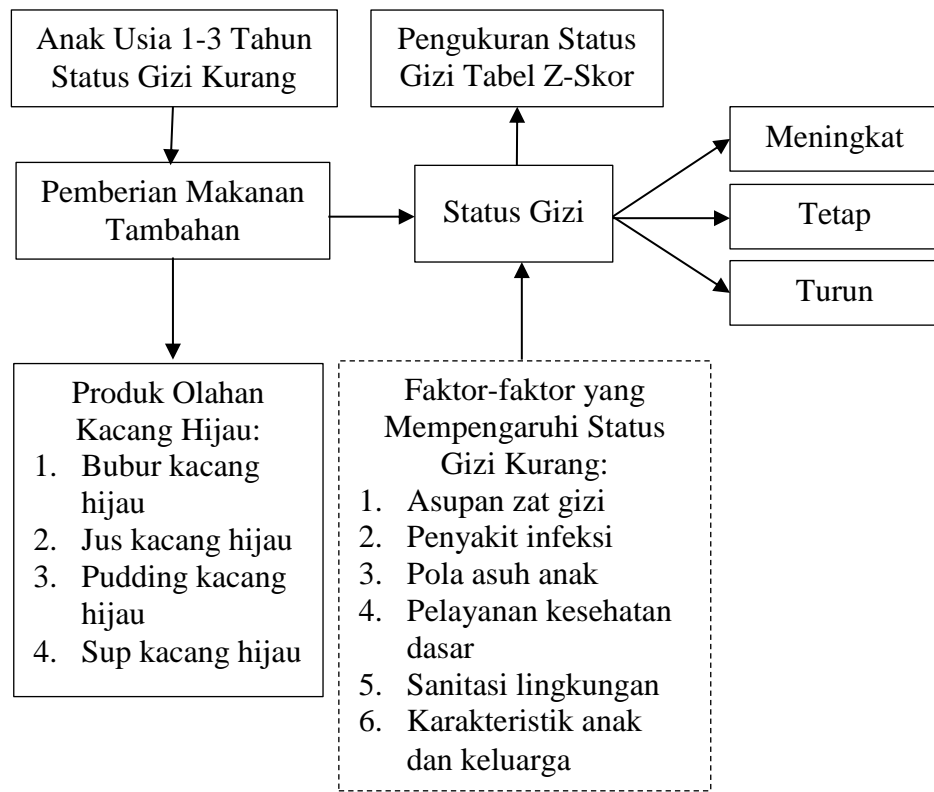 Anak Usia 1-3 Tahun
Status Gizi Kurang
Pengukuran Status
Gizi Tabel Z-Skor
Meningkat
Pemberian Makanan
Tambahan
Status Gizi
Tetap
Turun
Produk Olahan
Kacang Hijau:
1. Bubur kacang
hijau
2. Jus kacang hijau
3. Pudding kacang
hijau
4. Sup kacang hijau
Faktor-faktor yang
Mempengaruhi Status
Gizi Kurang:
1. Asupan zat gizi
2. Penyakit infeksi
3. Pola asuh anak
4. Pelayanan kesehatan
dasar
5. Sanitasi lingkungan
6. Karakteristik anak
dan keluarga